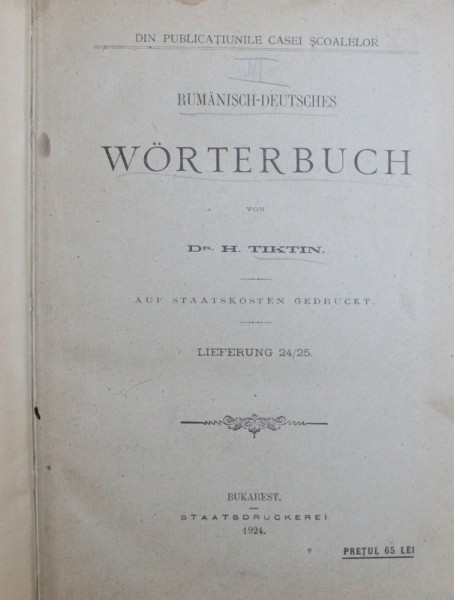 DIN PUBLICAȚIUNILE CASEI ȘCOALELOR
III
RUMÄNISCH-DEUTSCHES
WÖRTERBUCH
VON
DR. H. TIKTIN.
AUF STAATSKOSTEN GEDRUCKT.
LIEFERUNG 24/25.
BUKAREST.
STAATSDRUCKEREI
1924.
PREȚUL 65 LEI